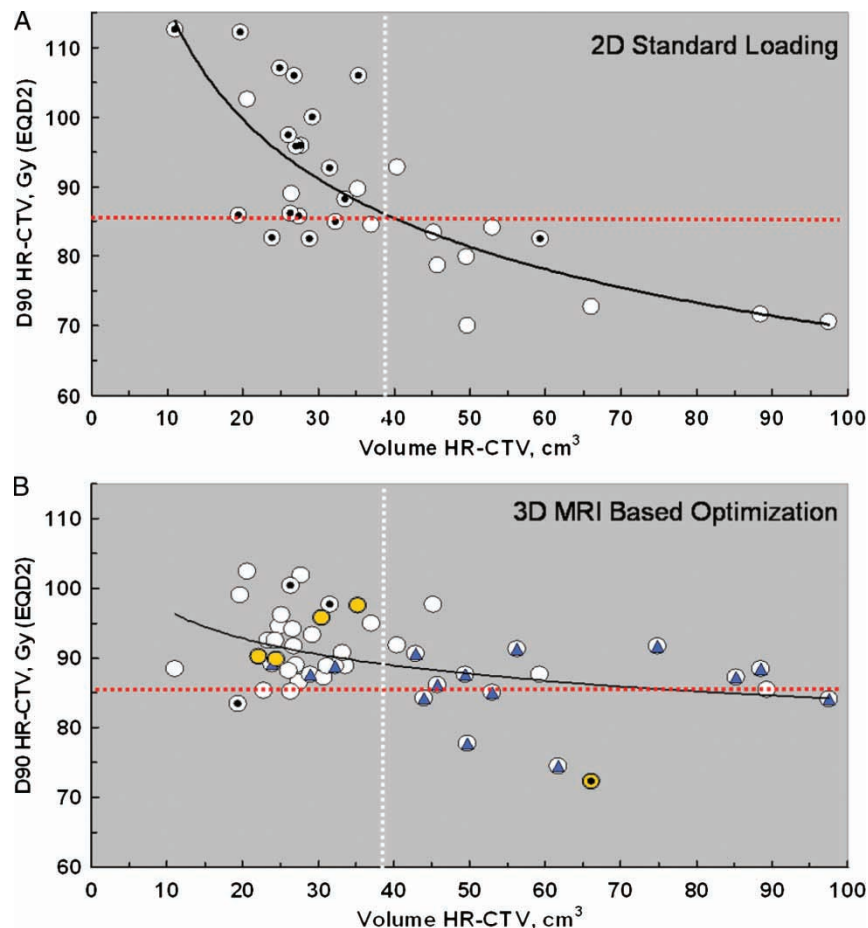 A
2D Standard Loading
D90 HR-CTV, Gy (EQD2)
115
110
100
90
80
70
60
0 10 20 30 40 50 60 70 80 90 100
Volume HR-CTV, cm³
B
3D MRI Based Optimization
D90 HR-CTV, Gy (EQD2)
115
110
100
90
80
70
60
0 10 20 30 40 50 60 70 80 90 100
Volume HR-CTV, cm³